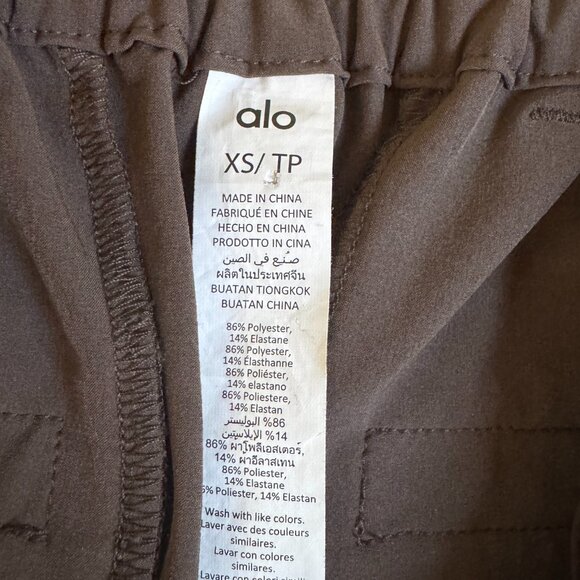 alo
XS/ TP
MADE IN CHINA
FABRIQUÉ EN CHINE
HECHO EN CHINA
PRODOTTO IN CINA
صُنِع في الصين
ผลิตในประเทศจีน
BUATAN TIONGKOK
BUATAN CHINA
86% Polyester,
14% Elastane
86% Polyester,
14% Élasthanne
86% Poliéster,
14% elastano
86% Poliestere,
14% Elastan
86% البوليستر
14% الإيلاستين
86% ผ้าโพลีเอสเตอร์,
14% ผ้าอีลาสเทน
86% Poliester,
14% Elastane
6% Poliester, 14% Elastan
Wash with like colors.
Laver avec des couleurs
similaires.
Lavar con colores
similares.
Lavare con colori simili